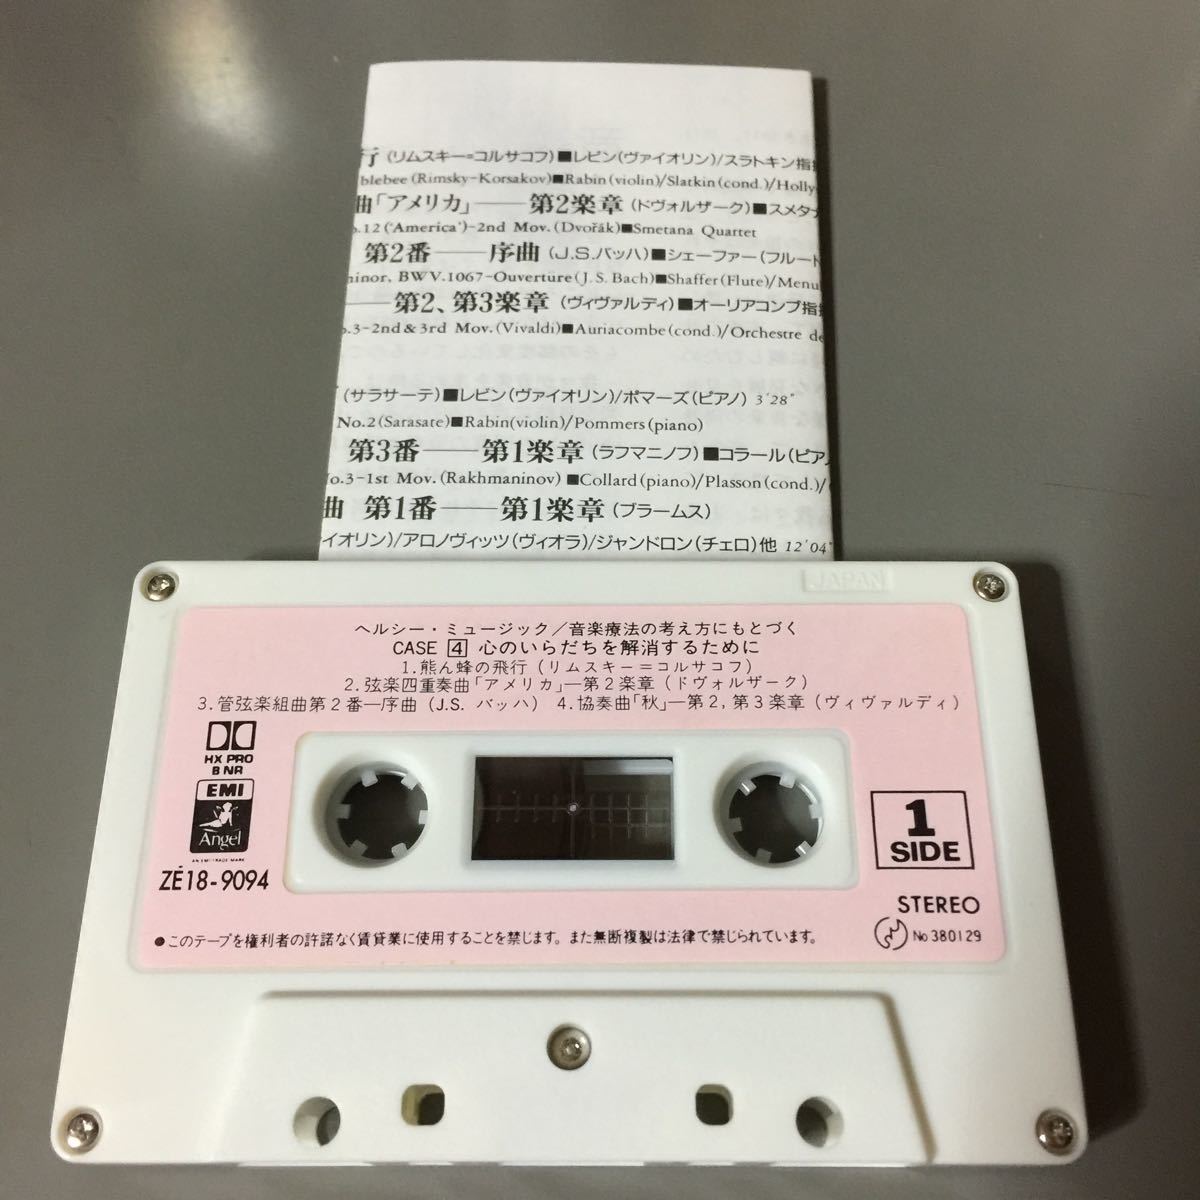 行(リムスキー=コルサコフ)■レビン(ヴァイオリン)/スラトキン指
blebee(Rimsky-Korsakov)■Rabin(violin)/Slatkin(cond.)/Holly
曲「アメリカ」──第2楽章(ドヴォルザーク)■スメタナ
o.12('America')-2nd Mov.(Dvořák)■Smetana Quartet
第2番──序曲(J.S.バッハ)■シェーファー(フルート
minor, BWV.1067-Ouverture(J.S.Bach)■Shaffer(Flute)/Menu
──第2、第3楽章(ヴィヴァルディ)■オーリアコンブ指
o.3-2nd&3rd Mov.(Vivaldi)■Auriacombe(cond.)/Orchestre de
(サラサーテ)■レビン(ヴァイオリン)/ポマーズ(ピアノ) 3'28"
No.2(Sarasate)■Rabin(violin)/Pommers(piano)
第3番──第1楽章(ラフマニノフ)■コラール(ピア
o.3-1st Mov.(Rakhmaninov)■Collard(piano)/Plasson(cond.)/
曲 第1番──第1楽章(ブラームス)
イオリン)/アロノヴィッツ(ヴィオラ)/ジャンドロン(チェロ)他 12'04"
JAPAN
ヘルシー・ミュージック/音楽療法の考え方にもとづく
CASE 4 心のいらだちを解消するために
1.熊ん蜂の飛行(リムスキー=コルサコフ)
2.弦楽四重奏曲「アメリカ」―第2楽章(ドヴォルザーク)
3.管弦楽組曲第2番―序曲(J.S. バッハ) 4.協奏曲「秋」―第2,第3楽章(ヴィヴァルディ)
HX PRO
B NR
EMI
Angel
AN EMI TRADE MARK
ZÉ18-9094
1
SIDE
STEREO
No 380129
●このテープを権利者の許諾なく賃貸業に使用することを禁じます。また無断複製は法律で禁じられています。